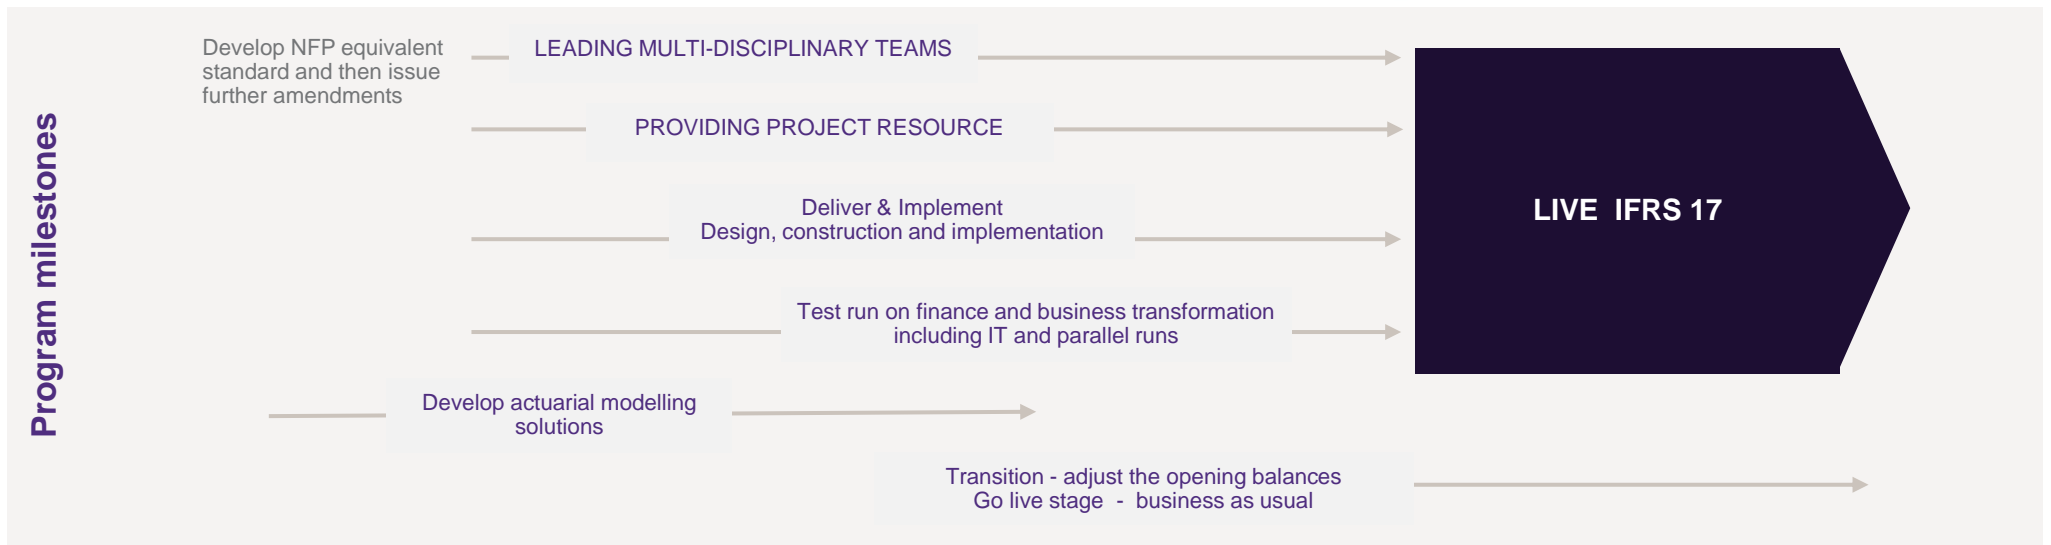 Program milestones
Develop NFP equivalent
standard and then issue
further amendments
LEADING MULTI-DISCIPLINARY TEAMS
PROVIDING PROJECT RESOURCE
Deliver & Implement
Design, construction and implementation
Test run on finance and business transformation
including IT and parallel runs
Develop actuarial modelling
solutions
Transition - adjust the opening balances
Go live stage - business as usual
LIVE IFRS 17